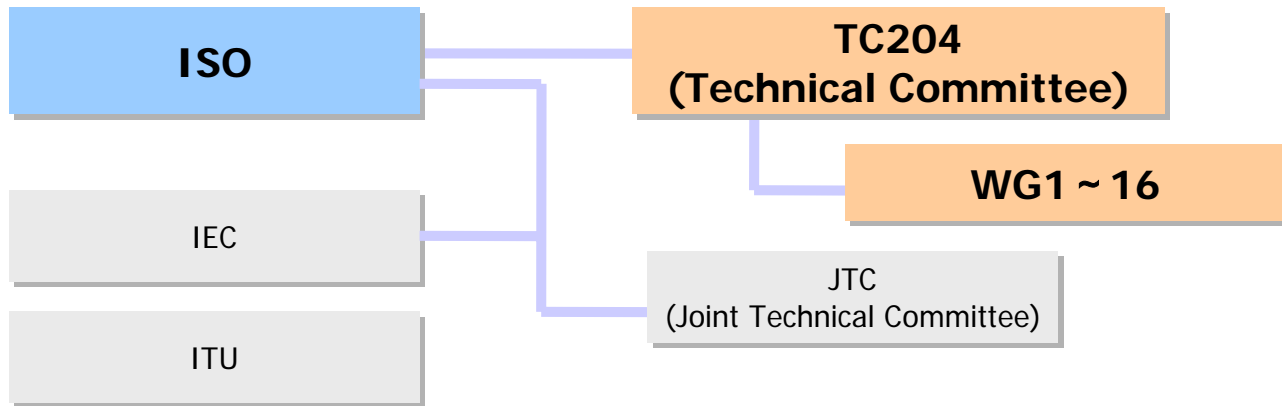 ISO
TC204
(Technical Committee)
WG1 ~ 16
IEC
JTC
(Joint Technical Committee)
ITU